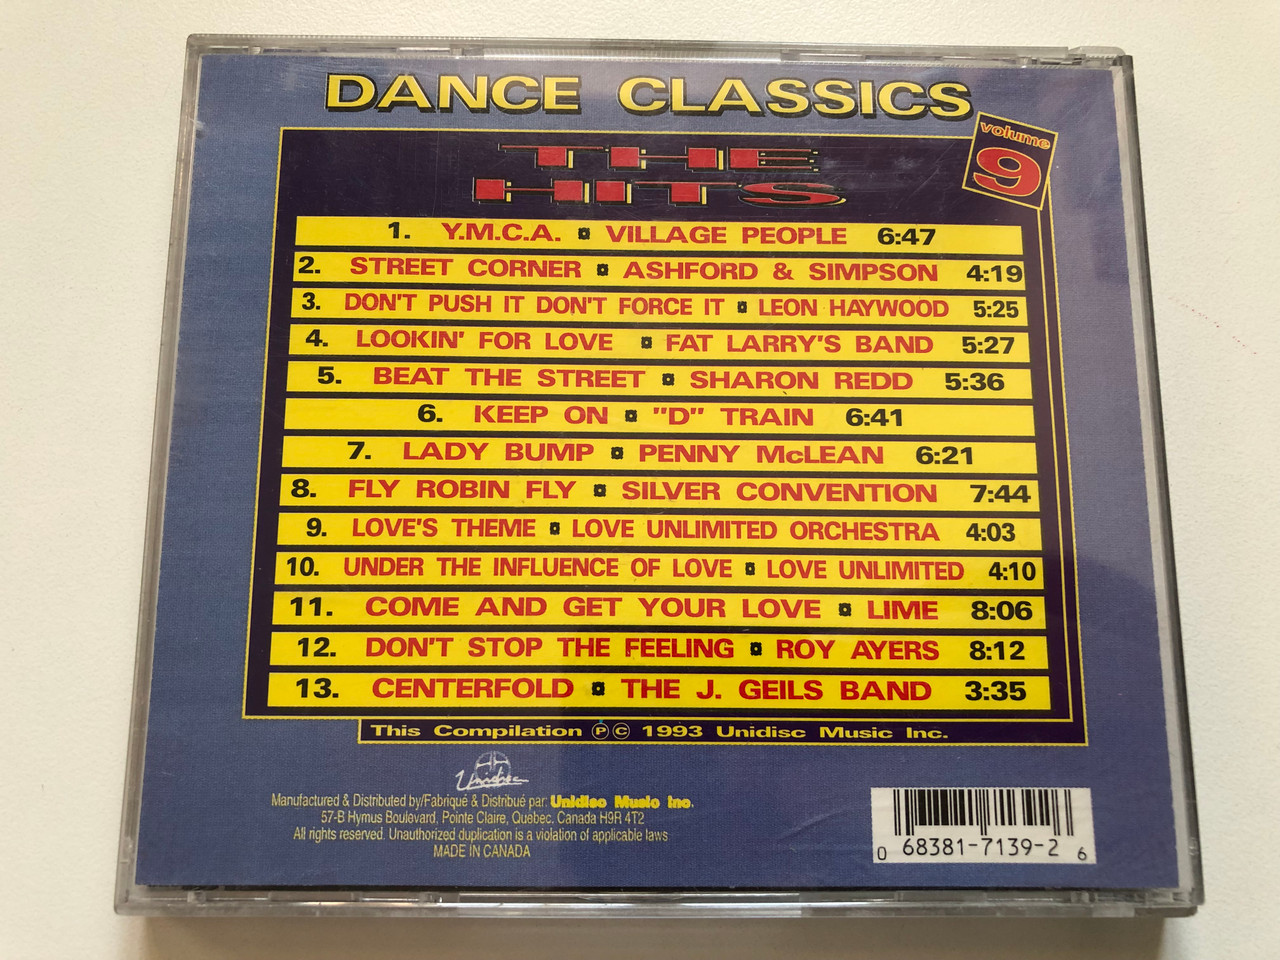 DANCE CLASSICS
volume
9
THE
HITS
1. Y.M.C.A. ¤ VILLAGE PEOPLE 6:47
2. STREET CORNER ¤ ASHFORD & SIMPSON 4:19
3. DON'T PUSH IT DON'T FORCE IT ¤ LEON HAYWOOD 5:25
4. LOOKIN' FOR LOVE ¤ FAT LARRY'S BAND 5:27
5. BEAT THE STREET ¤ SHARON REDD 5:36
6. KEEP ON ¤ "D" TRAIN 6:41
7. LADY BUMP ¤ PENNY McLEAN 6:21
8. FLY ROBIN FLY ¤ SILVER CONVENTION 7:44
9. LOVE'S THEME ¤ LOVE UNLIMITED ORCHESTRA 4:03
10. UNDER THE INFLUENCE OF LOVE ¤ LOVE UNLIMITED 4:10
11. COME AND GET YOUR LOVE ¤ LIME 8:06
12. DON'T STOP THE FEELING ¤ ROY AYERS 8:12
13. CENTERFOLD ¤ THE J. GEILS BAND 3:35
This Compilation ℗ © 1993 Unidisc Music Inc.
Unidisc
Manufactured & Distributed by/Fabriqué & Distribué par: Unidisc Music Inc.
57-B Hymus Boulevard, Pointe Claire, Québec. Canada H9R 4T2
All rights reserved. Unauthorized duplication is a violation of applicable laws
MADE IN CANADA
0 68381-7139-2 6